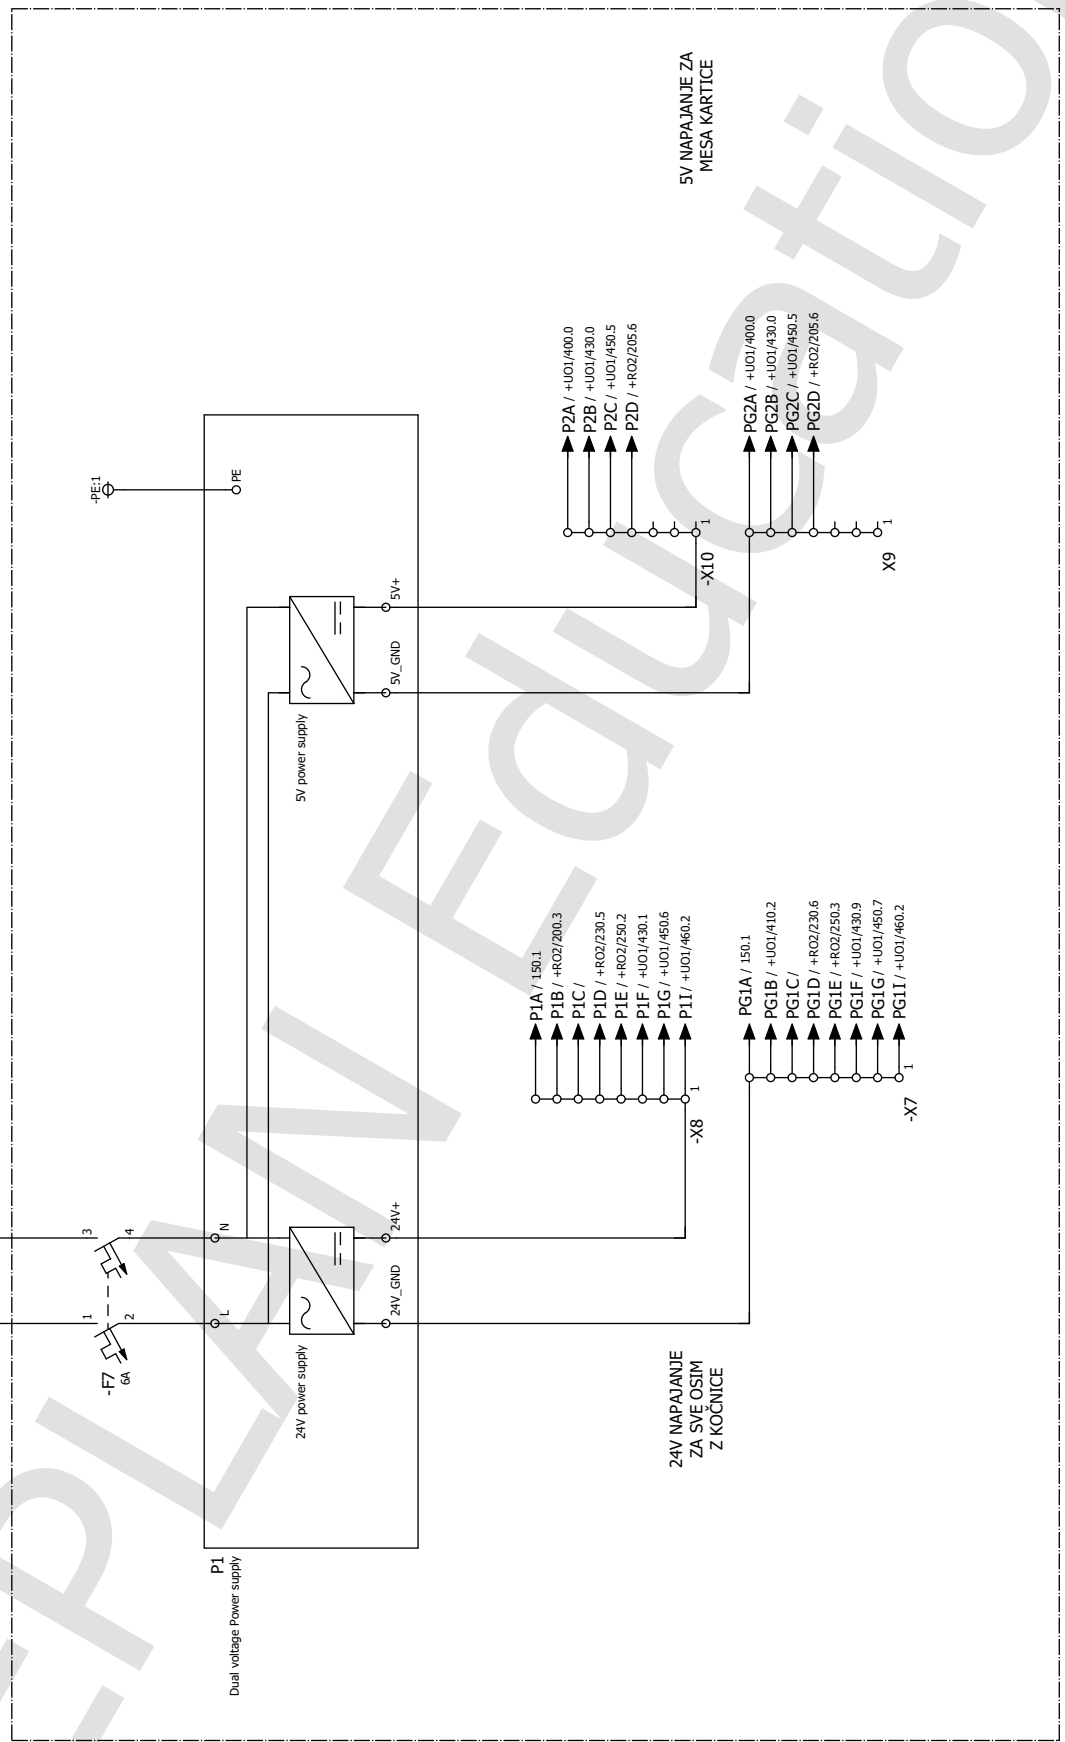 EPLAN Educatio
-F7
6A
1
2
3
4
-PE:1
P1
Dual voltage Power supply
L
N
PE
24V power supply
5V power supply
24V_GND
24V+
5V_GND
5V+
24V NAPAJANJE
ZA SVE OSIM
Z KOČNICE
-X8
1
P1A / 150.1
P1B / +RO2/200.3
P1C /
P1D / +RO2/230.5
P1E / +RO2/250.2
P1F / +UO1/430.1
P1G / +UO1/450.6
P1I / +UO1/460.2
-X7
1
PG1A / 150.1
PG1B / +UO1/410.2
PG1C /
PG1D / +RO2/230.6
PG1E / +RO2/250.3
PG1F / +UO1/430.9
PG1G / +UO1/450.7
PG1I / +UO1/460.2
-X10
1
P2A / +UO1/400.0
P2B / +UO1/430.0
P2C / +UO1/450.5
P2D / +RO2/205.6
X9
1
PG2A / +UO1/400.0
PG2B / +UO1/430.0
PG2C / +UO1/450.5
PG2D / +RO2/205.6
5V NAPAJANJE ZA
MESA KARTICE